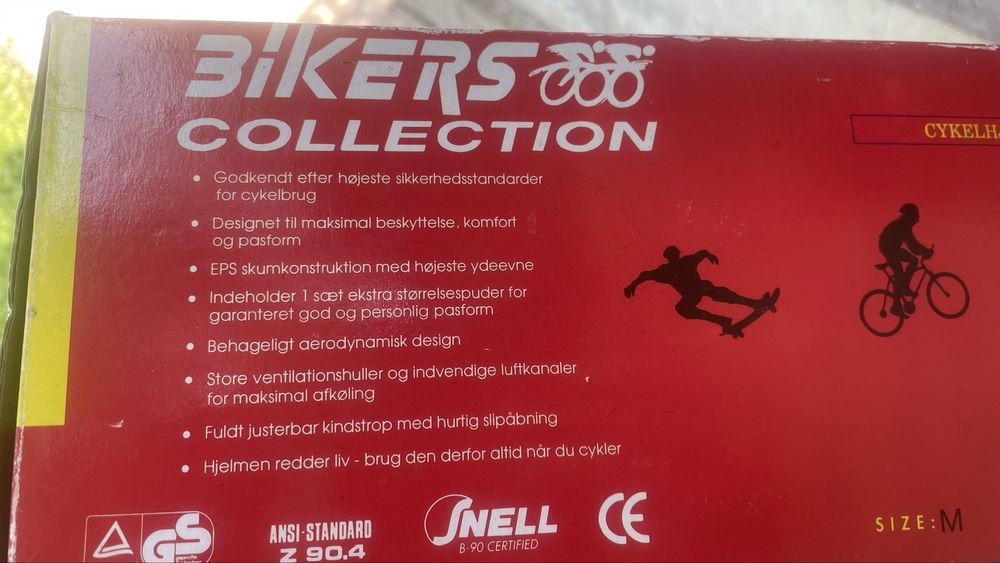 BIKERS
COLLECTION
CYKELHJ
• Godkendt efter højeste sikkerhedsstandarder
for cykelbrug
• Designet til maksimal beskyttelse, komfort
og pasform
• EPS skumkonstruktion med højeste ydeevne
• Indeholder 1 sæt ekstra størrelsespuder for
garanteret god og personlig pasform
• Behageligt aerodynamisk design
• Store ventilationshuller og indvendige luftkanaler
for maksimal afkøling
• Fuldt justerbar kindstrop med hurtig slipåbning
• Hjelmen redder liv - brug den derfor altid når du cykler
GS
geprüfte
ANSI-STANDARD
Z 90.4
SNELL
B-90 CERTIFIED
CE
SIZE: M